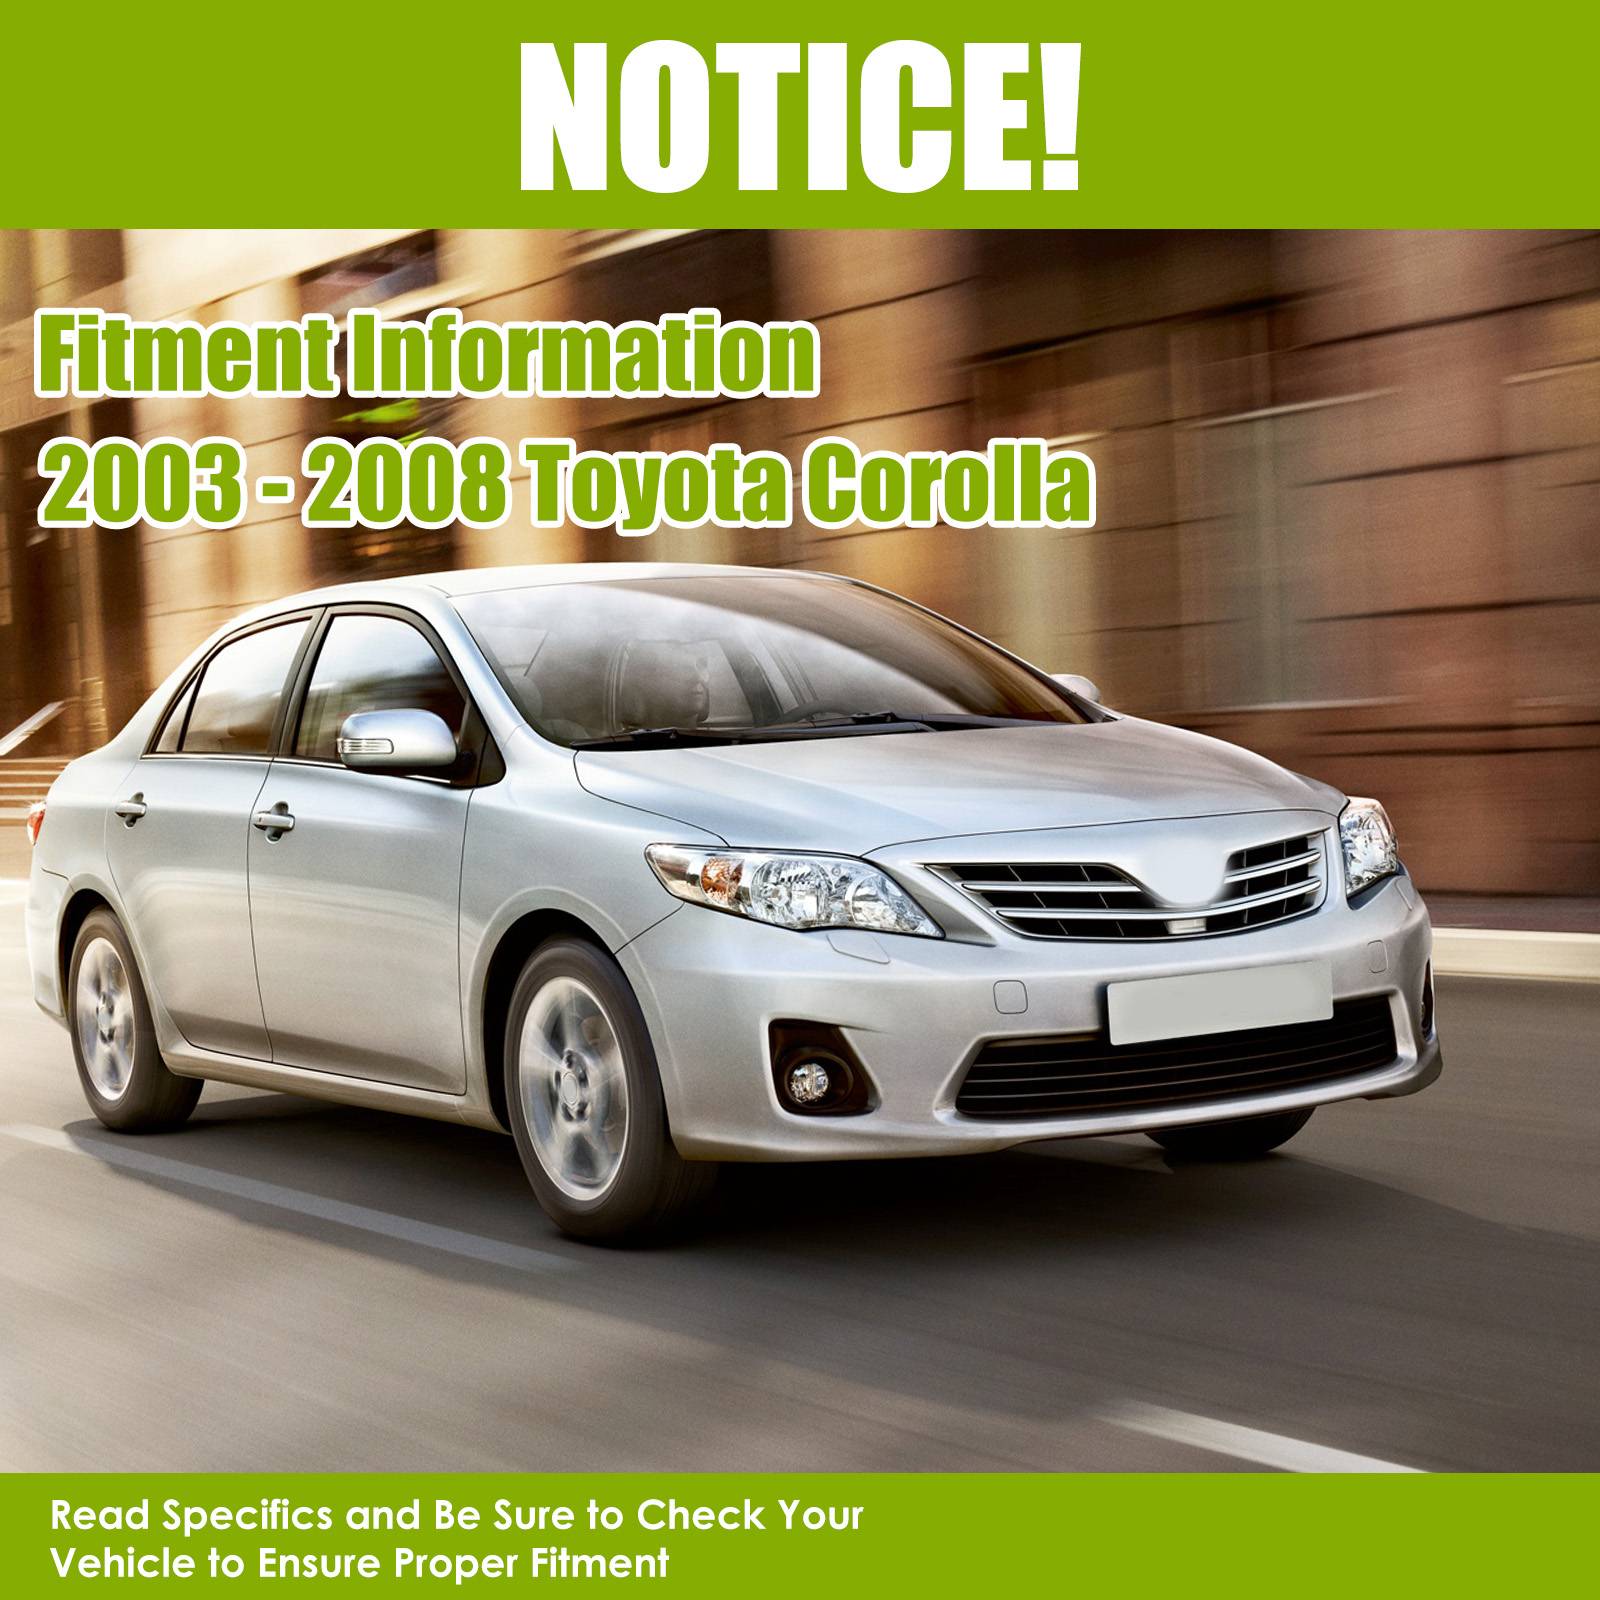 NOTICE!
Fitment Information
2003 - 2008 Toyota Corolla
Read Specifics and Be Sure to Check Your
Vehicle to Ensure Proper Fitment